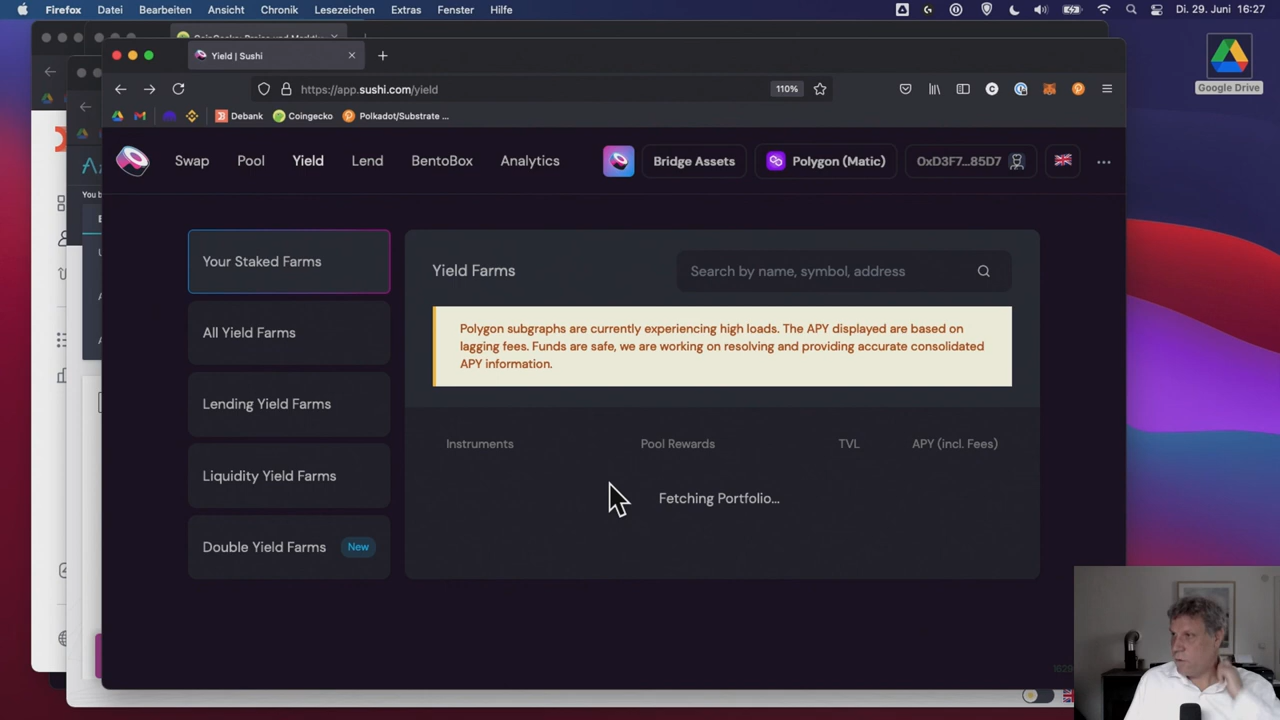 Firefox Datei Bearbeiten Ansicht Chronik Lesezeichen Extras Fenster Hilfe Di. 29. Juni 16:27
Yield | Sushi
https://app.sushi.com/yield 110%
Debank Coingecko Polkadot/Substrate ...
Swap Pool Yield Lend BentoBox Analytics Bridge Assets Polygon (Matic) 0xD3F7...85D7
Google Drive
Your Staked Farms
All Yield Farms
Lending Yield Farms
Liquidity Yield Farms
Double Yield Farms New
Yield Farms
Search by name, symbol, address
Polygon subgraphs are currently experiencing high loads. The APY displayed are based on
lagging fees. Funds are safe, we are working on resolving and providing accurate consolidated
APY information.
Instruments Pool Rewards TVL APY (incl. Fees)
Fetching Portfolio...